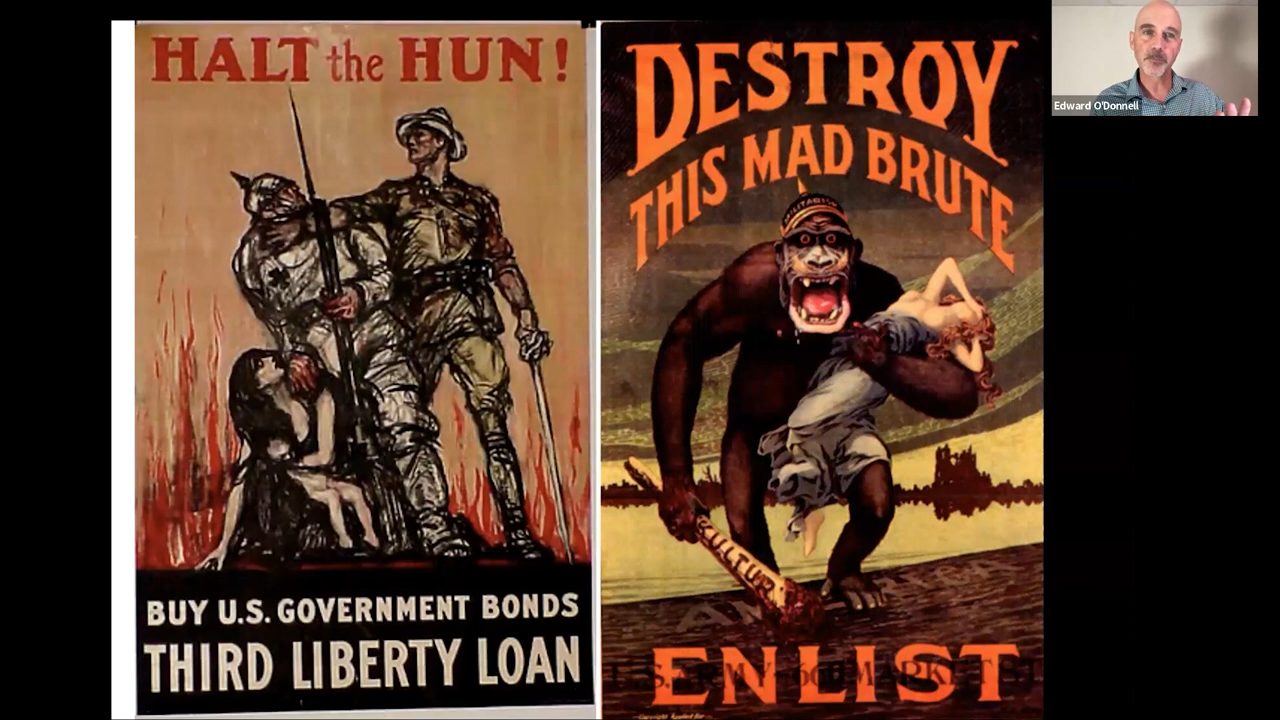 HALT the HUN!
BUY U.S. GOVERNMENT BONDS
THIRD LIBERTY LOAN
DESTROY
THIS MAD BRUTE
MILITARISM
KULTUR
AMERICA
ENLIST
U.S. ARMY
Edward O'Donnell